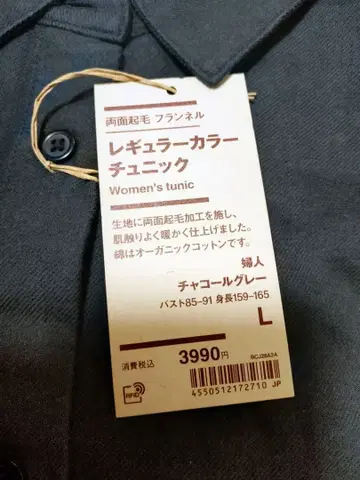 両面起毛 フランネル
レギュラーカラー
チュニック
Women's tunic
生地に両面起毛加工を施し、
肌触りよく暖かく仕上げました。
綿はオーガニックコットンです。
婦人
チャコールグレー
バスト85-91 身長159-165
L
消費税込 3990円
BCJ28A2A
RFID
4550512172710 JP